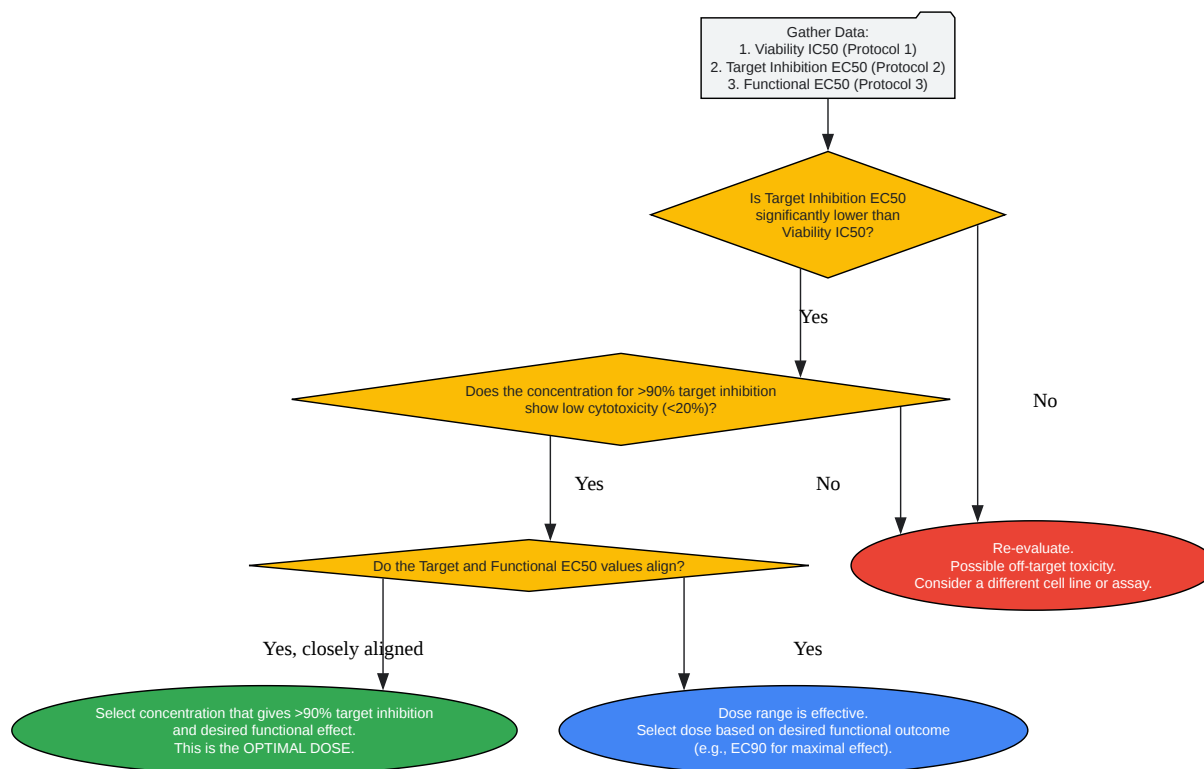 Gather Data:
1. Viability IC50 (Protocol 1)
2. Target Inhibition EC50 (Protocol 2)
3. Functional EC50 (Protocol 3)
Is Target Inhibition EC50
significantly lower than
Viability IC50?
Yes
No
Does the concentration for >90% target inhibition
show low cytotoxicity (<20%)?
Yes
No
Do the Target and Functional EC50 values align?
Re-evaluate.
Possible off-target toxicity.
Consider a different cell line or assay.
Yes, closely aligned
Yes
Select concentration that gives >90% target inhibition
and desired functional effect.
This is the OPTIMAL DOSE.
Dose range is effective.
Select dose based on desired functional outcome
(e.g., EC90 for maximal effect).